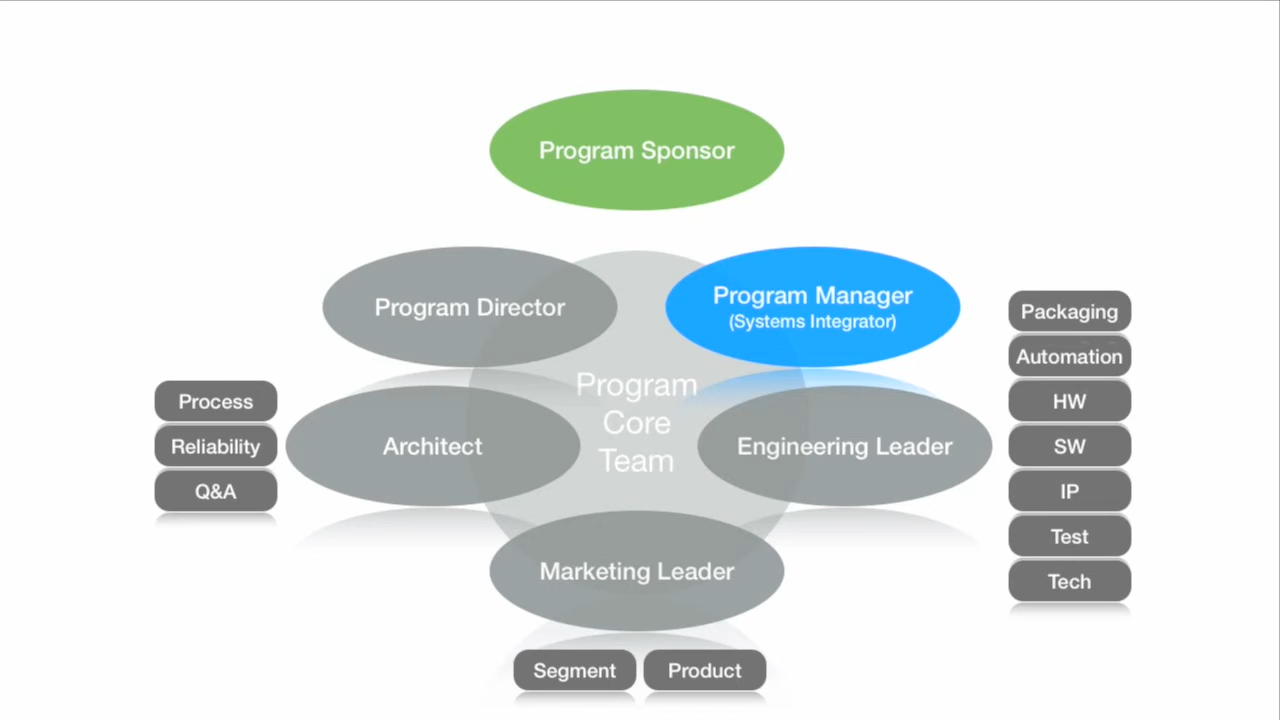 Program Sponsor
Program Director
Program Manager
(Systems Integrator)
Program
Core
Team
Architect
Engineering Leader
Marketing Leader
Process
Reliability
Q&A
Packaging
Automation
HW
SW
IP
Test
Tech
Segment
Product